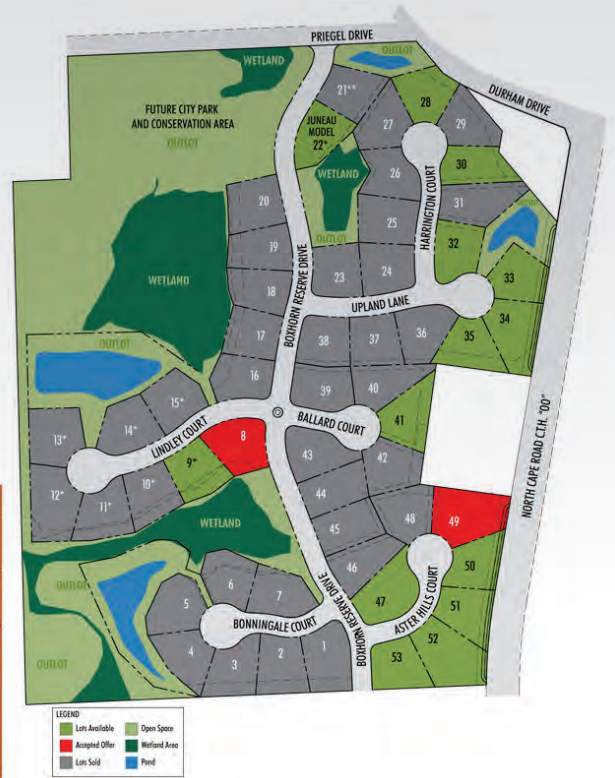 PRIEGEL DRIVE
WETLAND
OUTLOT
DURHAM DRIVE
FUTURE CITY PARK
AND CONSERVATION AREA
OUTLOT
21**
JUNEAU
MODEL
22*
28
27
29
26
30
WETLAND
HARRINGTON COURT
31
20
25
32
OUTLOT
19
BOXHORN RESERVE DRIVE
23
24
33
WETLAND
18
UPLAND LANE
34
17
38
37
36
35
OUTLOT
16
39
40
15*
14*
13*
LINDLEY COURT
BALLARD COURT
41
8
9*
43
42
12*
11*
10*
44
NORTH CAPE ROAD C.T.H. "OO"
WETLAND
45
48
49
46
50
OUTLOT
5
6
7
47
51
BONNINGALE COURT
BOXHORN RESERVE DRIVE
ASTER HILLS COURT
52
4
3
2
1
53
OUTLOT
LEGEND
Lots Available
Open Space
Accepted Offer
Wetland Area
Lots Sold
Pond